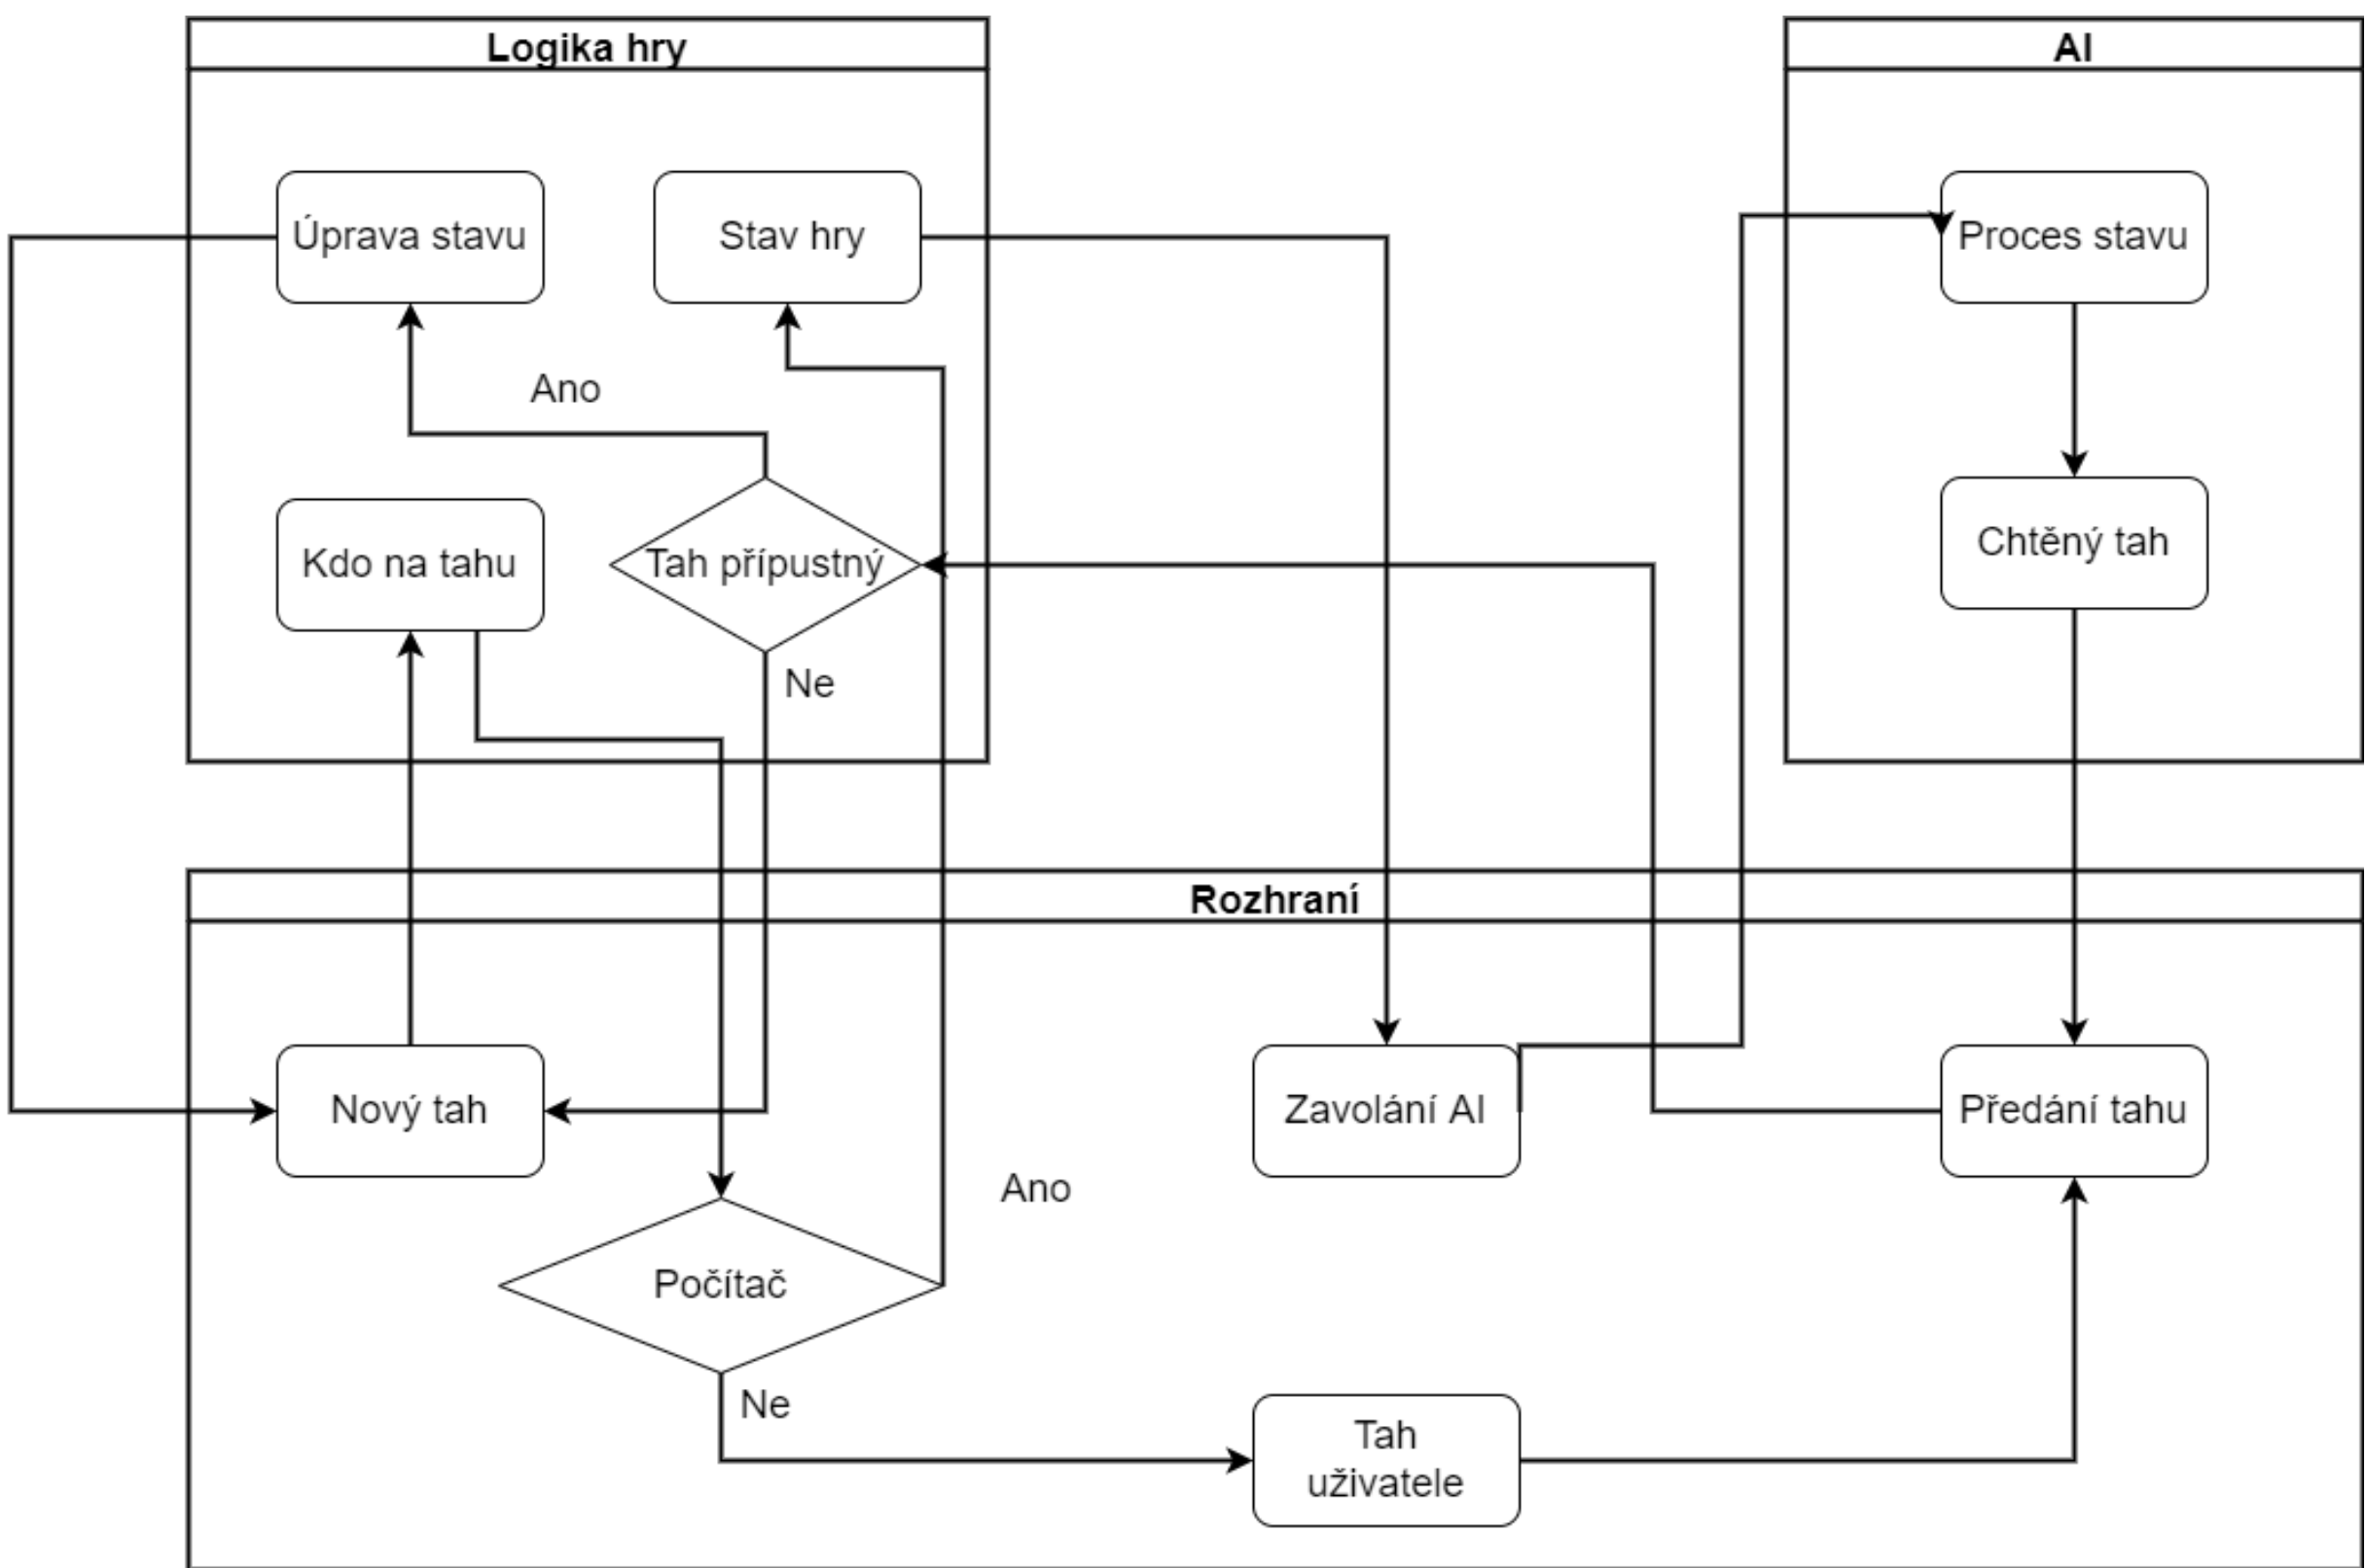 Logika hry
AI
Úprava stavu
Stav hry
Proces stavu
Ano
Kdo na tahu
Tah přípustný
Chtěný tah
Ne
Rozhraní
Nový tah
Zavolání AI
Předání tahu
Ano
Počítač
Ne
Tah
uživatele